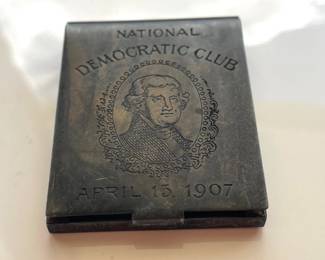 NATIONAL
DEMOCRATIC CLUB
APRIL 13, 1907